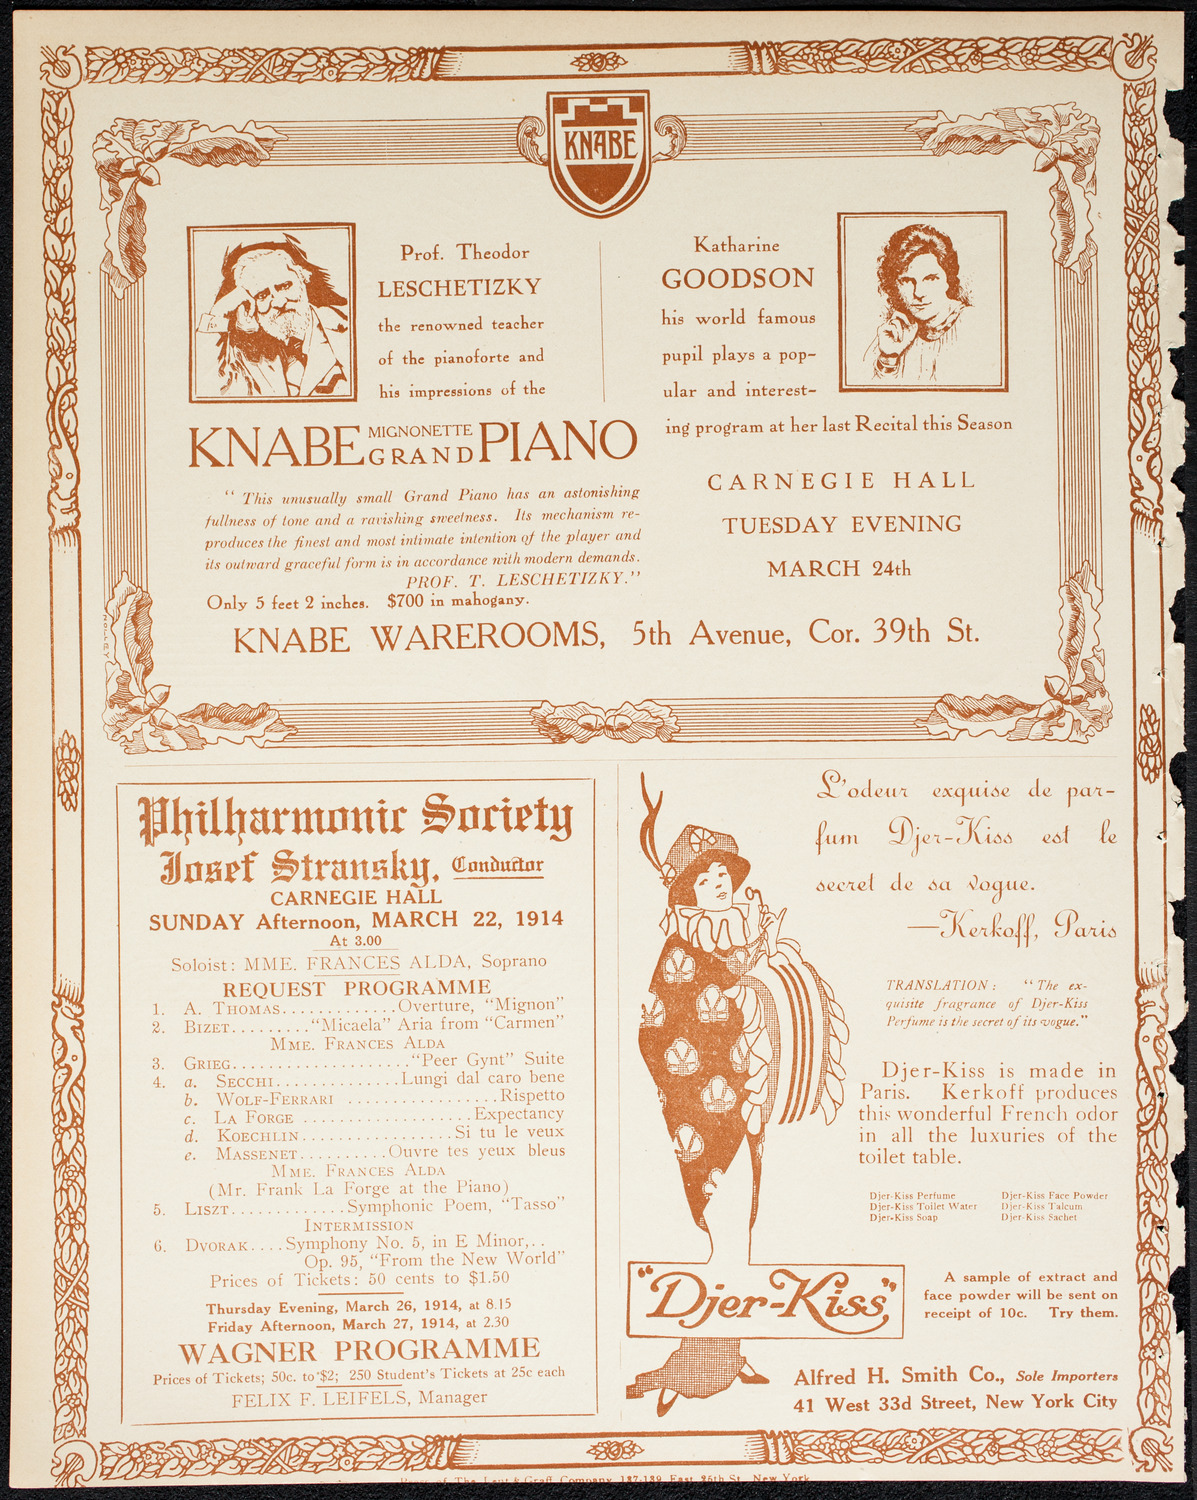 KNABE
Prof. Theodor
LESCHETIZKY
the renowned teacher
of the pianoforte and
his impressions of the
KNABE MIGNONETTE GRAND PIANO
“ This unusually small Grand Piano has an astonishing
fullness of tone and a ravishing sweetness. Its mechanism re-
produces the finest and most intimate intention of the player and
its outward graceful form is in accordance with modern demands.
PROF. T. LESCHETIZKY.”
Only 5 feet 2 inches. $700 in mahogany.
Katharine
GOODSON
his world famous
pupil plays a pop-
ular and interest-
ing program at her last Recital this Season
CARNEGIE HALL
TUESDAY EVENING
MARCH 24th
KNABE WAREROOMS, 5th Avenue, Cor. 39th St.
NOLLEY
Philharmonic Society
Josef Stransky, Conductor
CARNEGIE HALL
SUNDAY Afternoon, MARCH 22, 1914
At 3.00
Soloist: MME. FRANCES ALDA, Soprano
REQUEST PROGRAMME
1. A. THOMAS.............Overture, “Mignon”
2. BIZET.........“Micaela” Aria from “Carmen”
MME. FRANCES ALDA
3. GRIEG....................“Peer Gynt” Suite
4. a. SECCHI..............Lungi dal caro bene
b. WOLF-FERRARI .................Rispetto
c. LA FORGE ...................Expectancy
d. KOECHLIN.................Si tu le veux
e. MASSENET..........Ouvre tes yeux bleus
MME. FRANCES ALDA
(Mr. Frank La Forge at the Piano)
5. LISZT.............Symphonic Poem, “Tasso”
INTERMISSION
6. DVORAK....Symphony No. 5, in E Minor,..
Op. 95, “From the New World”
Prices of Tickets: 50 cents to $1.50
Thursday Evening, March 26, 1914, at 8.15
Friday Afternoon, March 27, 1914, at 2.30
WAGNER PROGRAMME
Prices of Tickets; 50c. to $2; 250 Student's Tickets at 25c each
FELIX F. LEIFELS, Manager
L'odeur exquise de par-
fum Djer-Kiss est le
secret de sa vogue.
—Kerkoff, Paris
TRANSLATION: “The ex-
quisite fragrance of Djer-Kiss
Perfume is the secret of its vogue.”
Djer-Kiss is made in
Paris. Kerkoff produces
this wonderful French odor
in all the luxuries of the
toilet table.
Djer-Kiss Perfume Djer-Kiss Face Powder
Djer-Kiss Toilet Water Djer-Kiss Talcum
Djer-Kiss Soap Djer-Kiss Sachet
“Djer-Kiss”
A sample of extract and
face powder will be sent on
receipt of 10c. Try them.
Alfred H. Smith Co., Sole Importers
41 West 33d Street, New York City
Press of The Lent & Graff Company, 137-139 East 25th St. New York